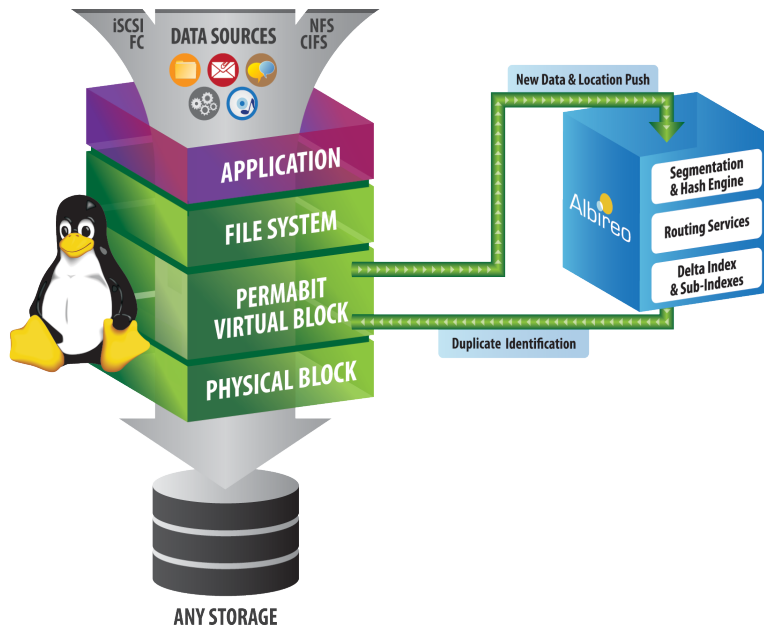 iSCSI
FC
DATA SOURCES
NFS
CIFS
APPLICATION
FILE SYSTEM
PERMABIT
VIRTUAL BLOCK
PHYSICAL BLOCK
ANY STORAGE
New Data & Location Push
Albireo
Segmentation
& Hash Engine
Routing Services
Delta Index
& Sub-Indexes
Duplicate Identification